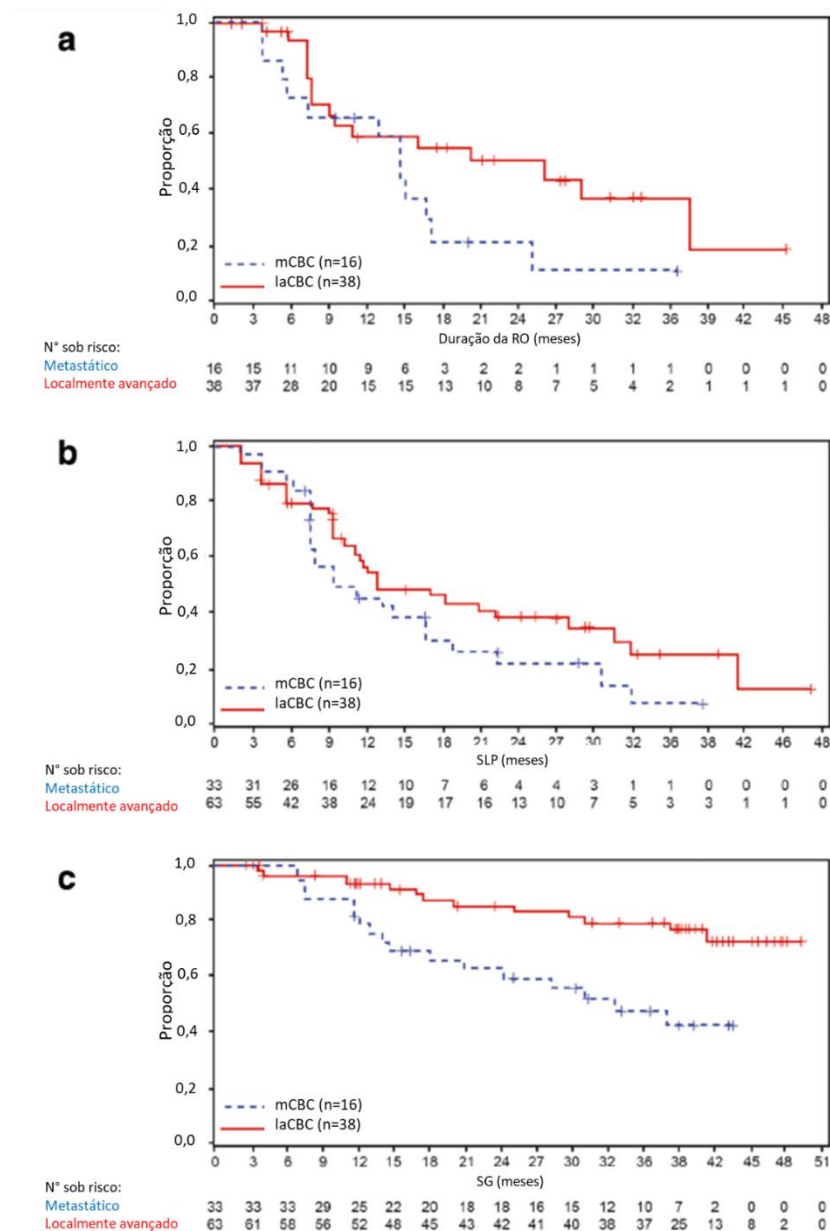 a
Proporção
1,0
0,8
0,6
0,4
0,2
0,0
mCBC (n=16)
laCBC (n=38)
0 3 6 9 12 15 18 21 24 27 30 33 36 39 42 45 48
Duração da RO (meses)
N° sob risco:
Metastático 16 15 11 10 9 6 3 2 2 1 1 1 1 0 0 0 0
Localmente avançado 38 37 28 20 15 15 13 10 8 7 5 4 2 1 1 1 0
b
Proporção
1,0
0,8
0,6
0,4
0,2
0,0
mCBC (n=16)
laCBC (n=38)
0 3 6 9 12 15 18 21 24 27 30 33 38 39 42 45 48
SLP (meses)
N° sob risco:
Metastático 33 31 26 16 12 10 7 6 4 4 3 1 1 0 0 0 0
Localmente avançado 63 55 42 38 24 19 17 16 13 10 7 5 3 3 1 1 0
c
Proporção
1,0
0,8
0,6
0,4
0,2
0,0
mCBC (n=16)
laCBC (n=38)
0 3 6 9 12 15 18 21 24 27 30 33 36 39 42 45 48 51
SG (meses)
N° sob risco:
Metastático 33 33 33 29 25 22 20 18 18 16 15 12 10 7 2 0 0 0
Localmente avançado 63 61 58 56 52 48 45 43 42 41 40 38 37 25 13 8 2 0